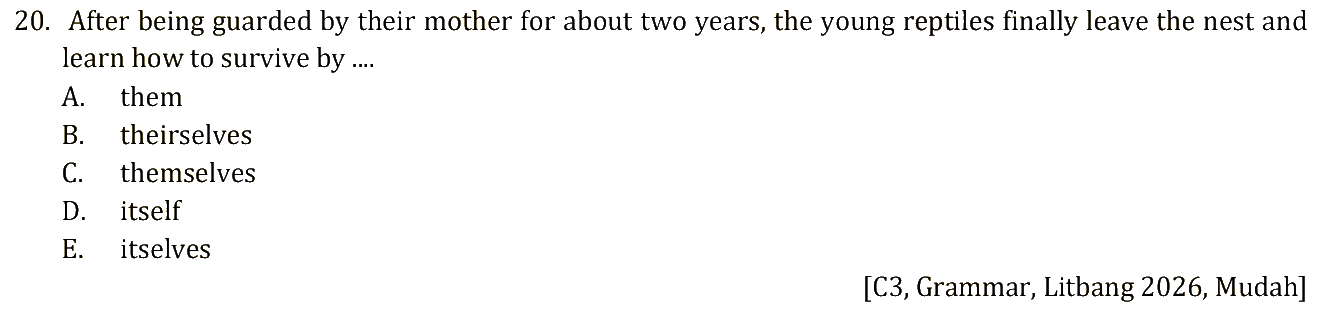 20. After being guarded by their mother for about two years, the young reptiles finally leave the nest and
learn how to survive by ....
A. them
B. theirselves
C. themselves
D. itself
E. itselves
[C3, Grammar, Litbang 2026, Mudah]